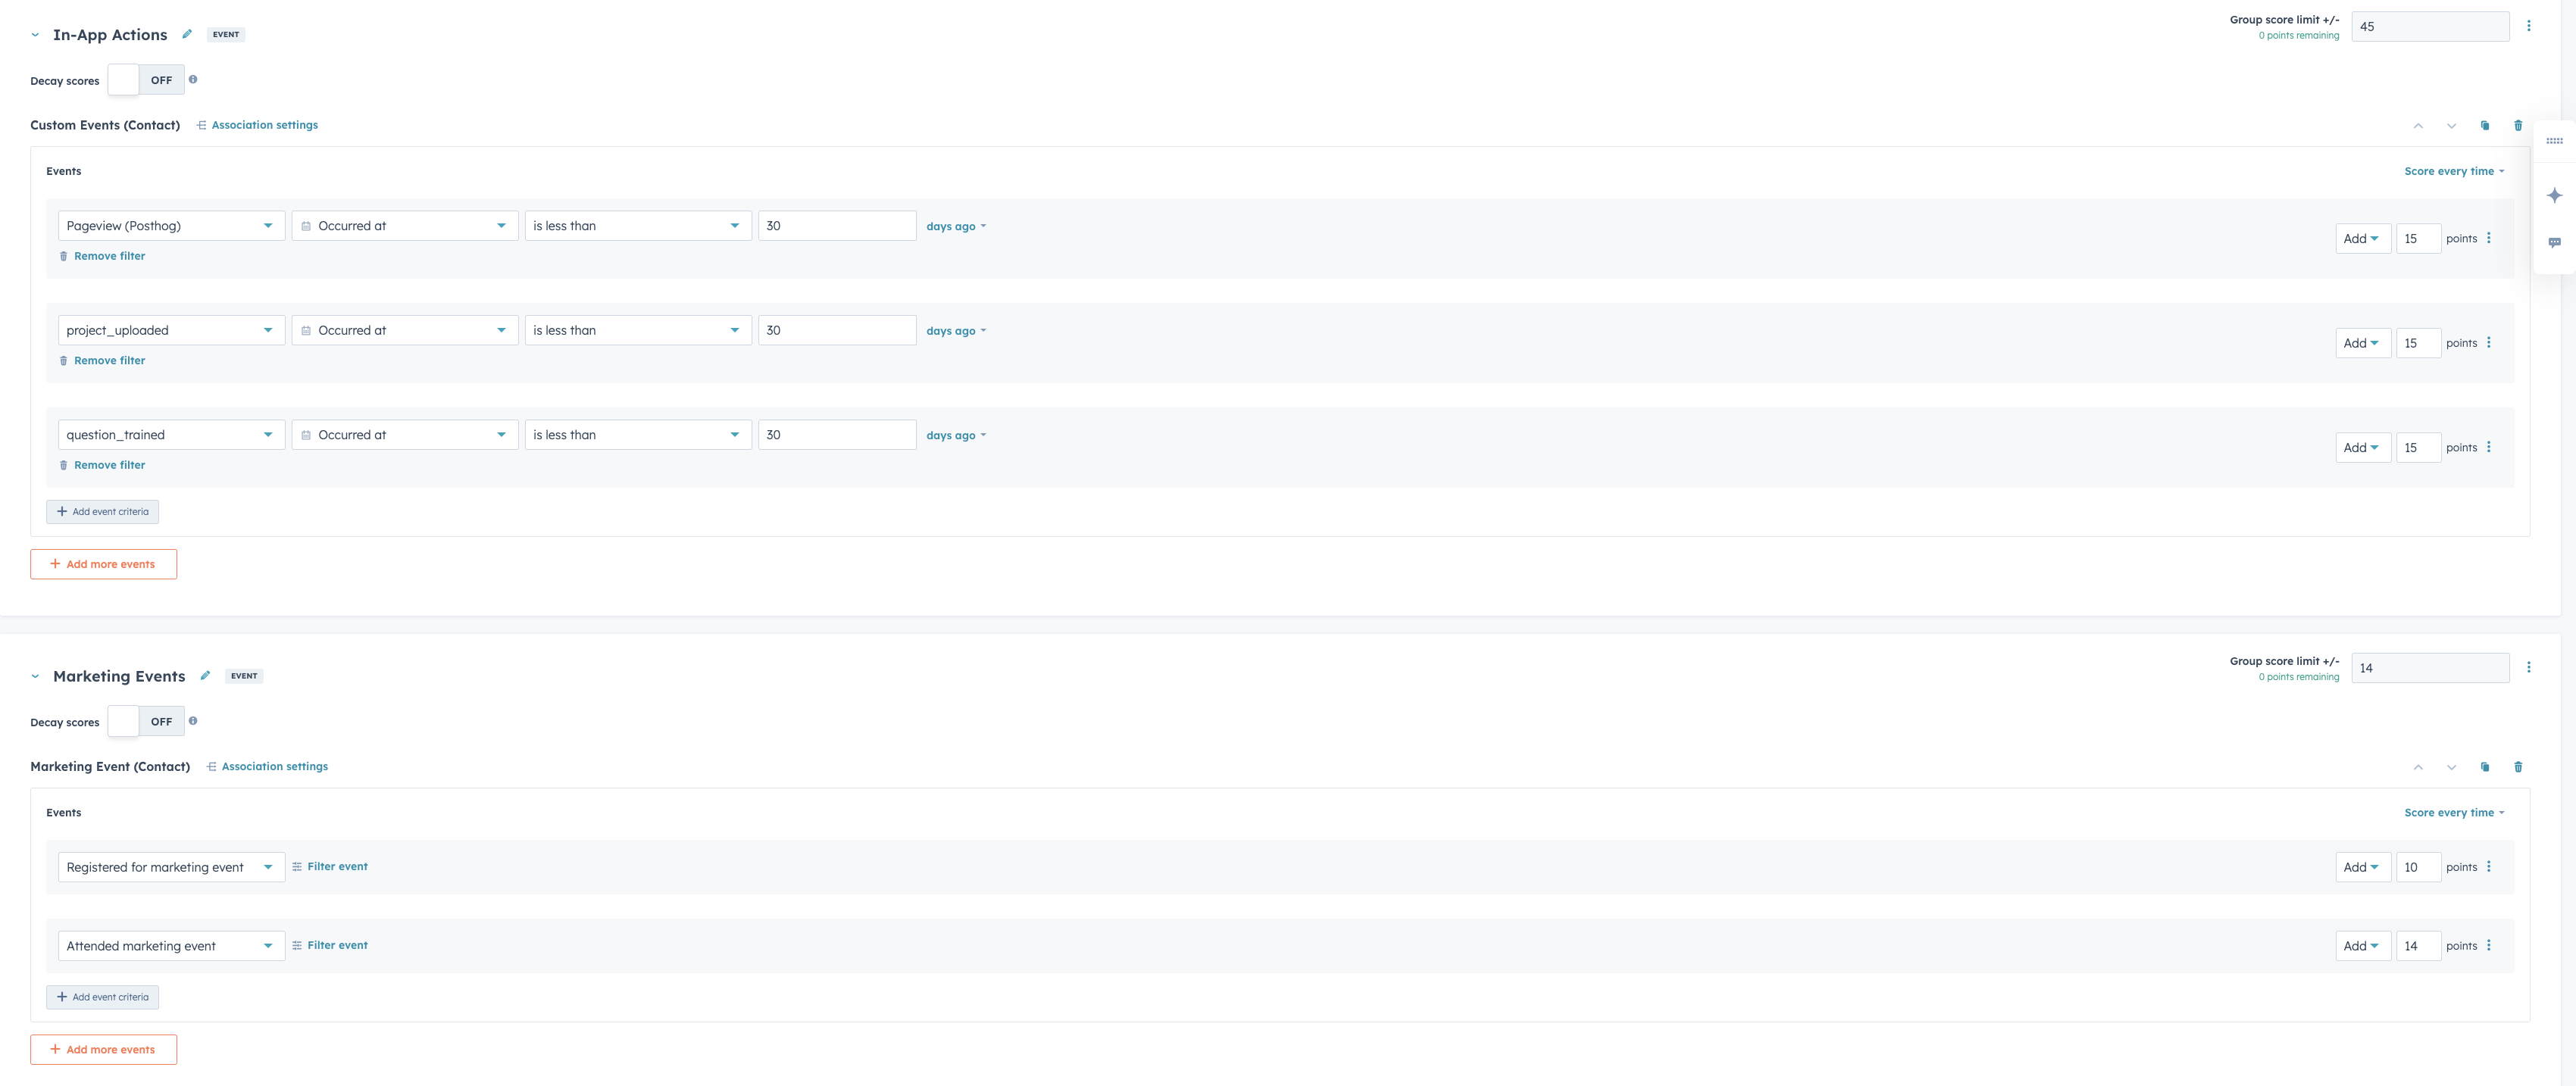 In-App Actions EVENT Group score limit +/- 45
0 points remaining
Decay scores OFF
Custom Events (Contact) Association settings
Events Score every time
Pageview (Posthog) Occurred at is less than 30 days ago Add 15 points
Remove filter
project_uploaded Occurred at is less than 30 days ago Add 15 points
Remove filter
question_trained Occurred at is less than 30 days ago Add 15 points
Remove filter
+ Add event criteria
+ Add more events
Marketing Events EVENT Group score limit +/- 14
0 points remaining
Decay scores OFF
Marketing Event (Contact) Association settings
Events Score every time
Registered for marketing event Filter event Add 10 points
Attended marketing event Filter event Add 14 points
+ Add event criteria
+ Add more events